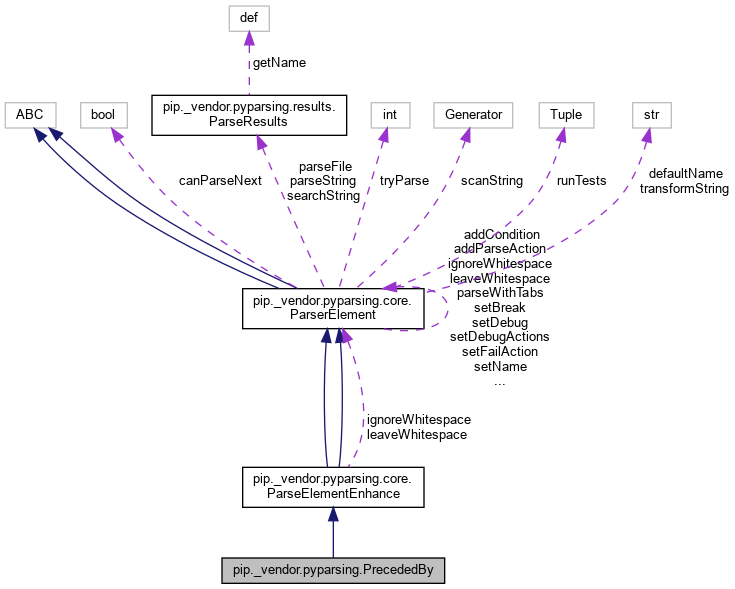 def
getName
pip._vendor.pyparsing.results.
ParseResults
ABC
bool
int
Generator
Tuple
str
canParseNext
parseFile
parseString
searchString
tryParse
scanString
runTests
defaultName
transformString
addCondition
addParseAction
ignoreWhitespace
leaveWhitespace
parseWithTabs
setBreak
setDebug
setDebugActions
setFailAction
setName
...
pip._vendor.pyparsing.core.
ParserElement
ignoreWhitespace
leaveWhitespace
pip._vendor.pyparsing.core.
ParseElementEnhance
pip._vendor.pyparsing.PrecededBy